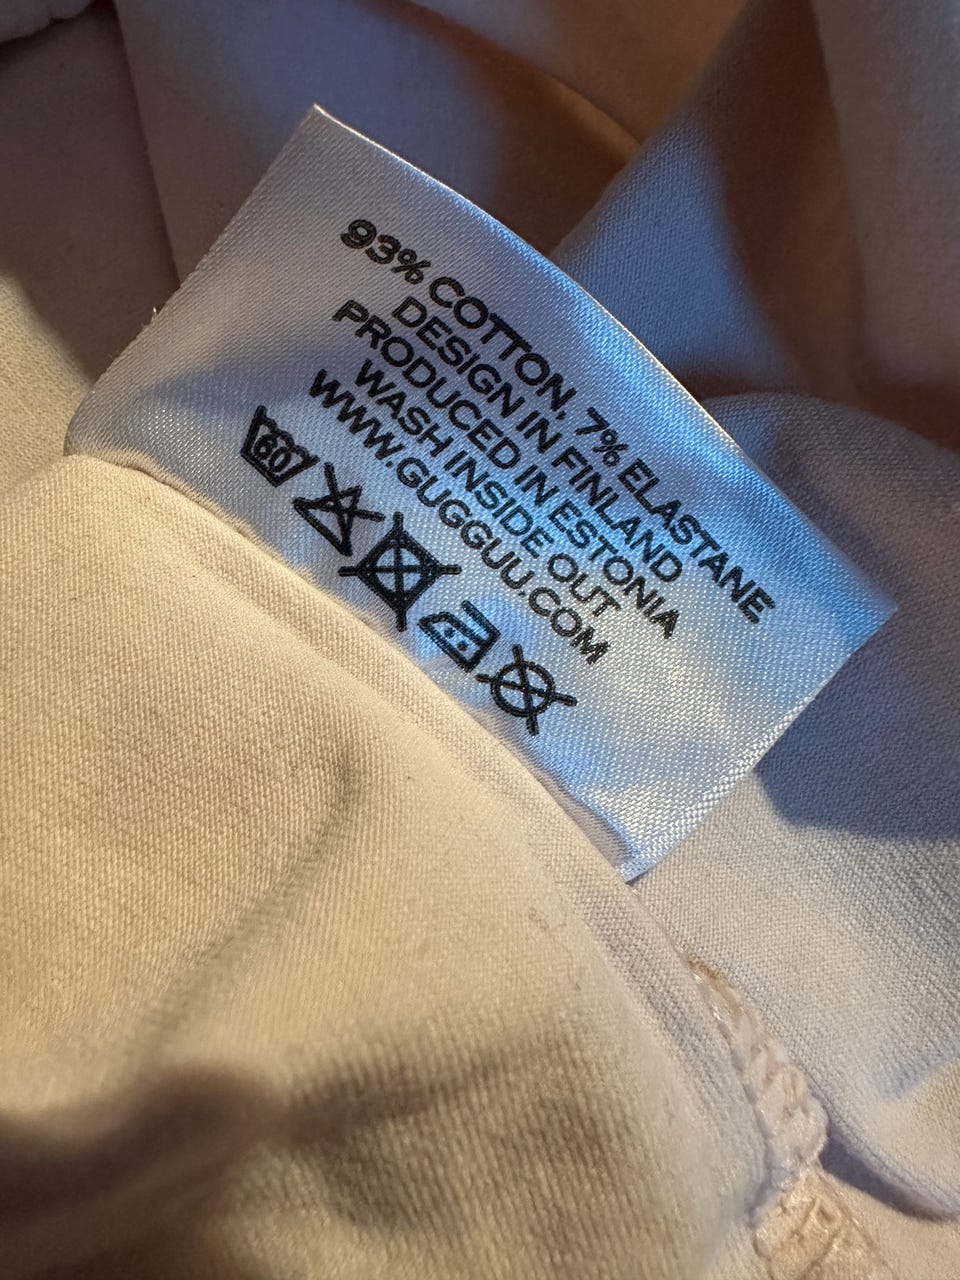 93% COTTON, 7% ELASTANE
DESIGN IN FINLAND
PRODUCED IN ESTONIA
WASH INSIDE OUT
WWW.GUGGUU.COM
60